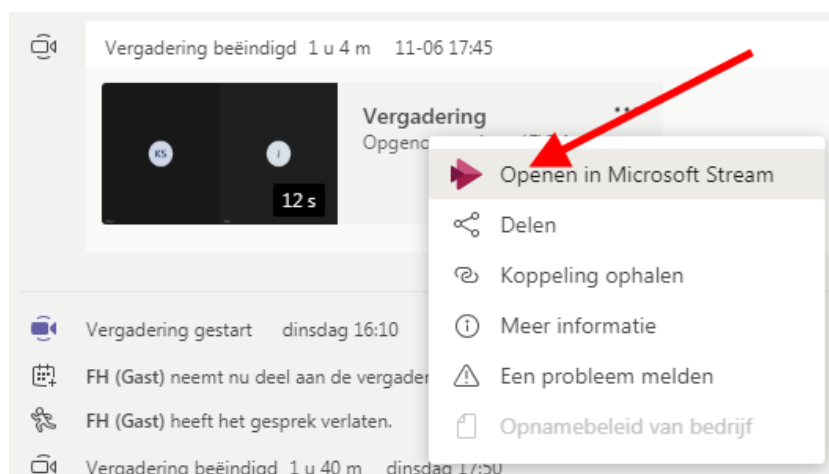 Vergadering beëindigd 1 u 4 m 11-06 17:45
KS
J
12 s
Vergadering
Openen in Microsoft Stream
Delen
Koppeling ophalen
Meer informatie
Een probleem melden
Opnamebeleid van bedrijf
Vergadering gestart dinsdag 16:10
FH (Gast) neemt nu deel aan de
FH (Gast) heeft het gesprek verlaten.
Vergadering beëindigd 1 u 40 m dinsdag 17:50